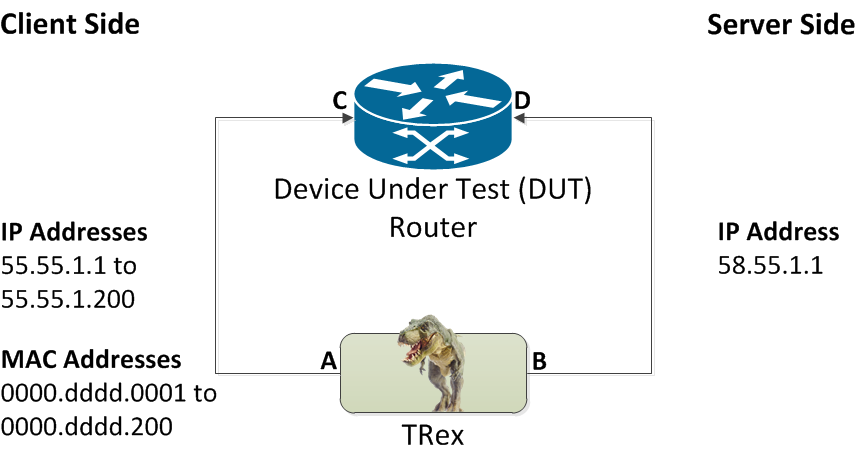 Client Side
Server Side
C
D
Device Under Test (DUT)
Router
IP Addresses
55.55.1.1 to
55.55.1.200
IP Address
58.55.1.1
MAC Addresses
0000.dddd.0001 to
0000.dddd.200
A
B
TRex